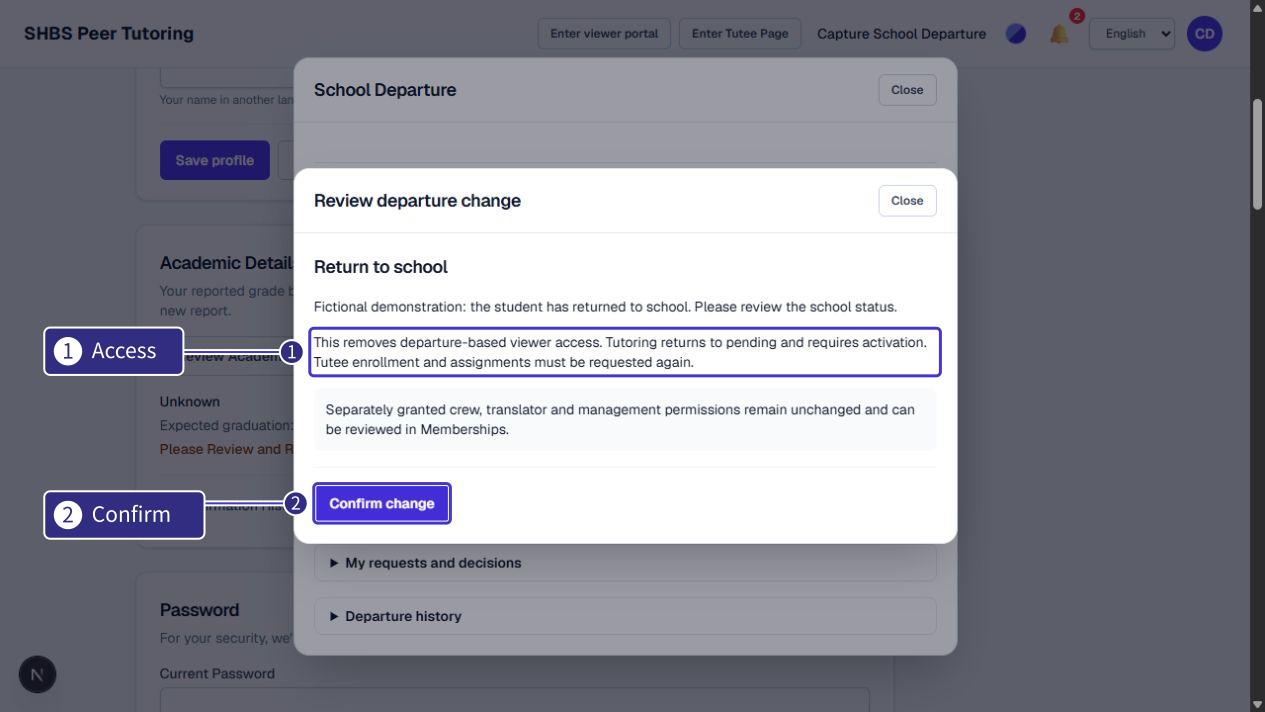 SHBS Peer Tutoring
Enter viewer portal
Enter Tutee Page
Capture School Departure
2
English
CD
School Departure
Close
Your name in another lan
Save profile
Review departure change
Close
Academic Detail
Your reported grade b
new report.
Return to school
Fictional demonstration: the student has returned to school. Please review the school status.
1 Access
1
This removes departure-based viewer access. Tutoring returns to pending and requires activation.
Tutee enrollment and assignments must be requested again.
Unknown
Expected graduation:
Please Review and R
Separately granted crew, translator and management permissions remain unchanged and can
be reviewed in Memberships.
2 Confirm
2
Confirm change
My requests and decisions
Departure history
Password
For your security, we'
Current Password
N